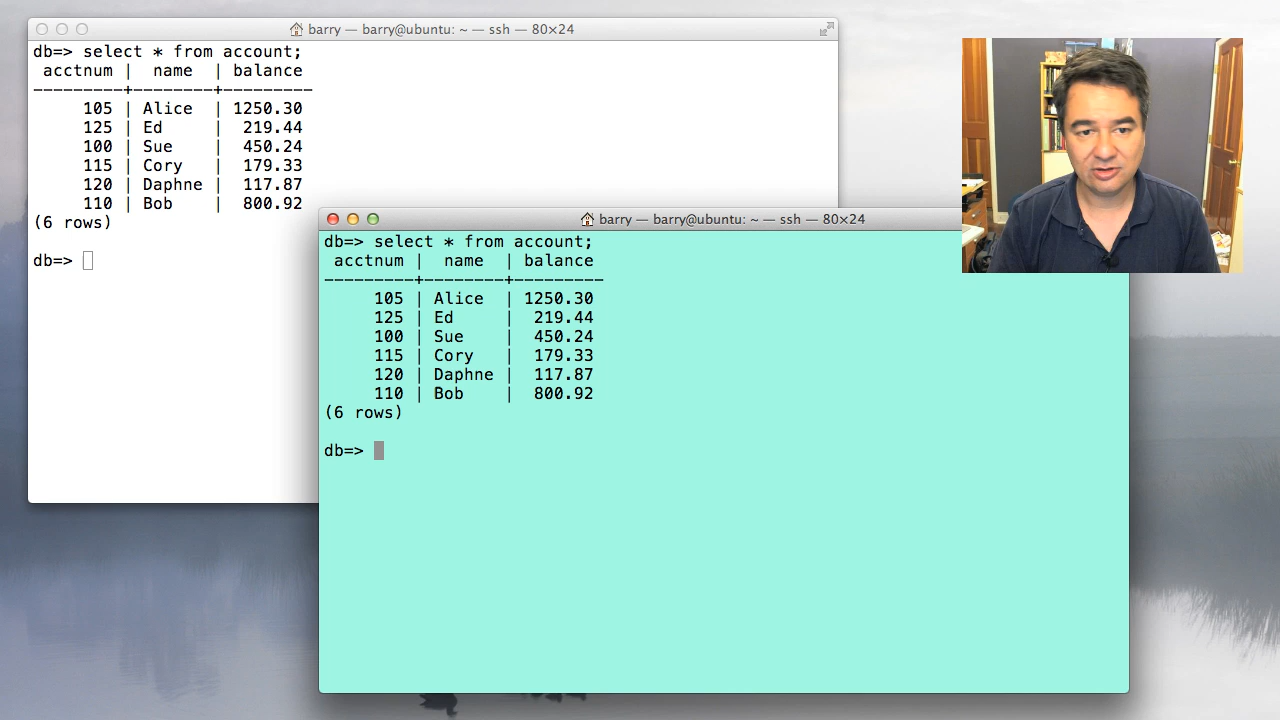 barry — barry@ubuntu: ~ — ssh — 80×24
db=> select * from account;
 acctnum |  name  | balance
---------+--------+---------
     105 | Alice  | 1250.30
     125 | Ed     |  219.44
     100 | Sue    |  450.24
     115 | Cory   |  179.33
     120 | Daphne |  117.87
     110 | Bob    |  800.92
(6 rows)
db=>
barry — barry@ubuntu: ~ — ssh — 80×24
db=> select * from account;
 acctnum |  name  | balance
---------+--------+---------
     105 | Alice  | 1250.30
     125 | Ed     |  219.44
     100 | Sue    |  450.24
     115 | Cory   |  179.33
     120 | Daphne |  117.87
     110 | Bob    |  800.92
(6 rows)
db=>